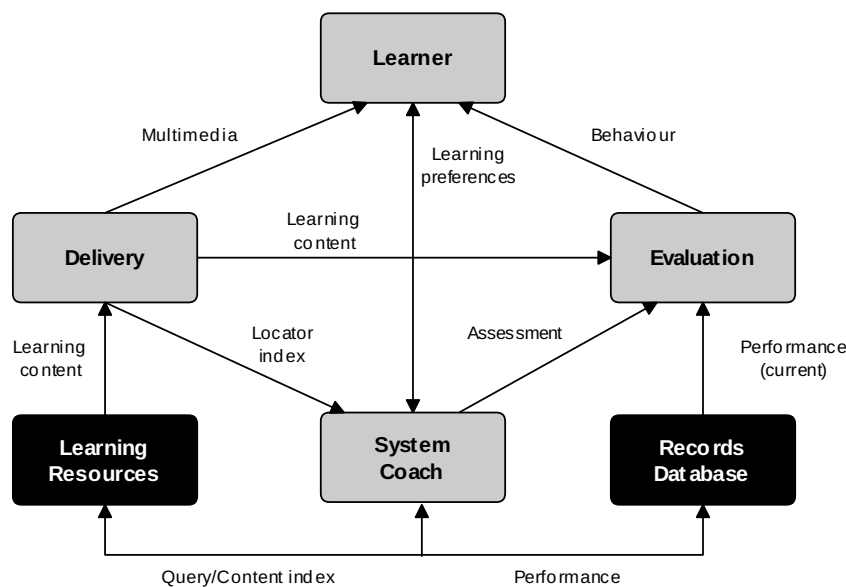 Learner
Multimedia
Behaviour
Learning
preferences
Learning
content
Delivery
Evaluation
Learning
content
Locator
index
Assessment
Performance
(current)
Learning
Resources
System
Coach
Records
Database
Query/Content index
Performance